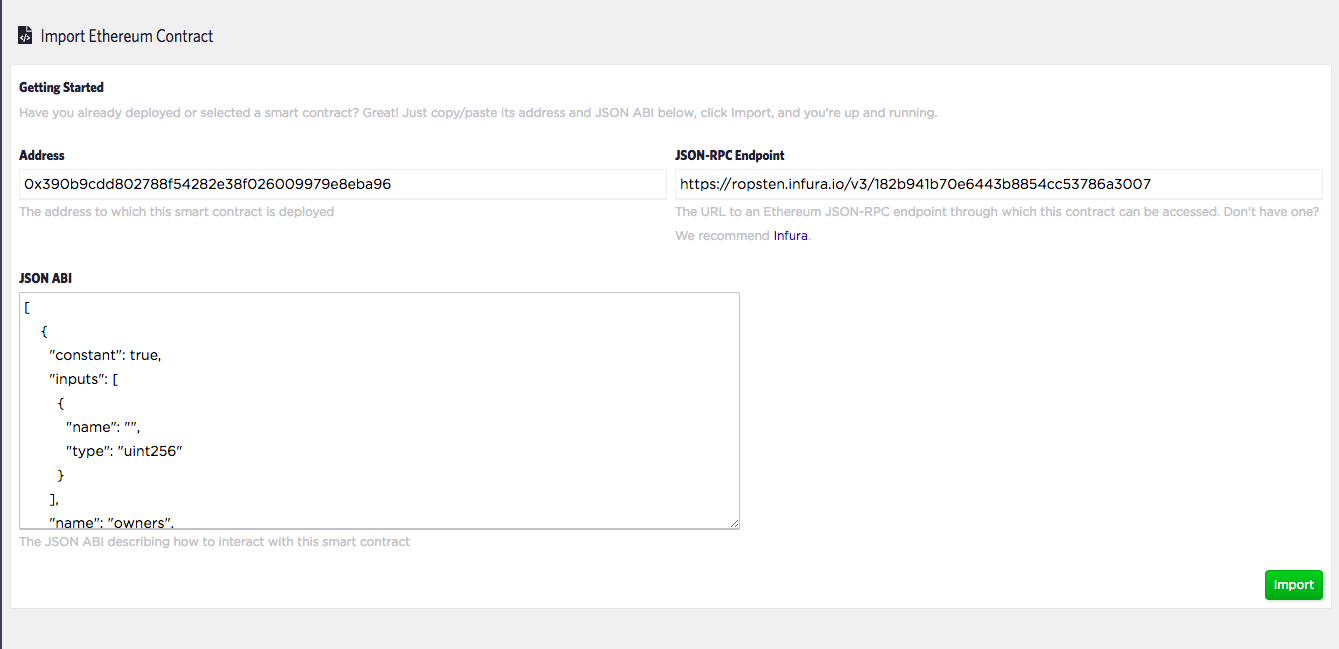 Import Ethereum Contract
Getting Started
Have you already deployed or selected a smart contract? Great! Just copy/paste its address and JSON ABI below, click Import, and you're up and running.
Address
0x390b9cdd802788f54282e38f026009979e8eba96
The address to which this smart contract is deployed
JSON-RPC Endpoint
https://ropsten.infura.io/v3/182b941b70e6443b8854cc53786a3007
The URL to an Ethereum JSON-RPC endpoint through which this contract can be accessed. Don't have one?
We recommend Infura.
JSON ABI
[
{
"constant": true,
"inputs": [
{
"name": "",
"type": "uint256"
}
],
"name": "owners",
The JSON ABI describing how to interact with this smart contract
Import